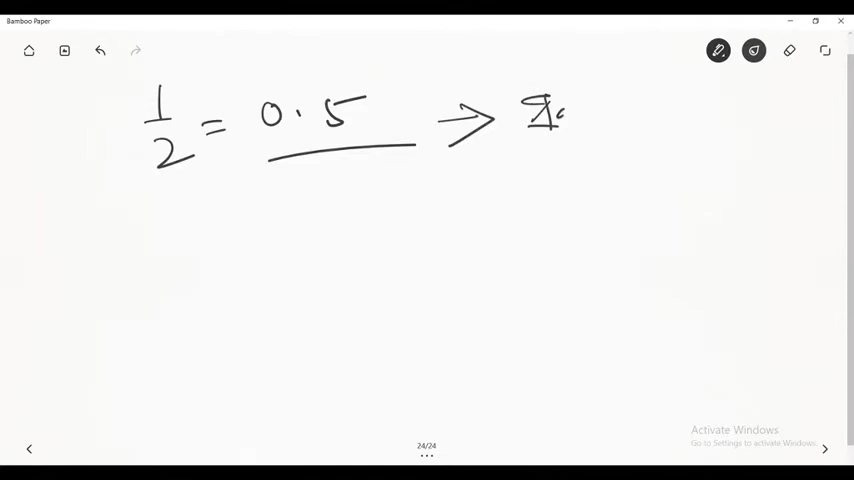 Bamboo Paper
1/2 = 0.5 →
24/24
Activate Windows
Go to Settings to activate Windows.